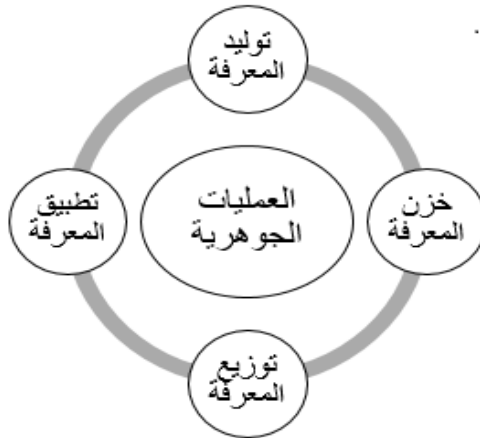 توليد
المعرفة
العمليات
الجوهرية
خزن
المعرفة
تطبيق
المعرفة
توزيع
المعرفة